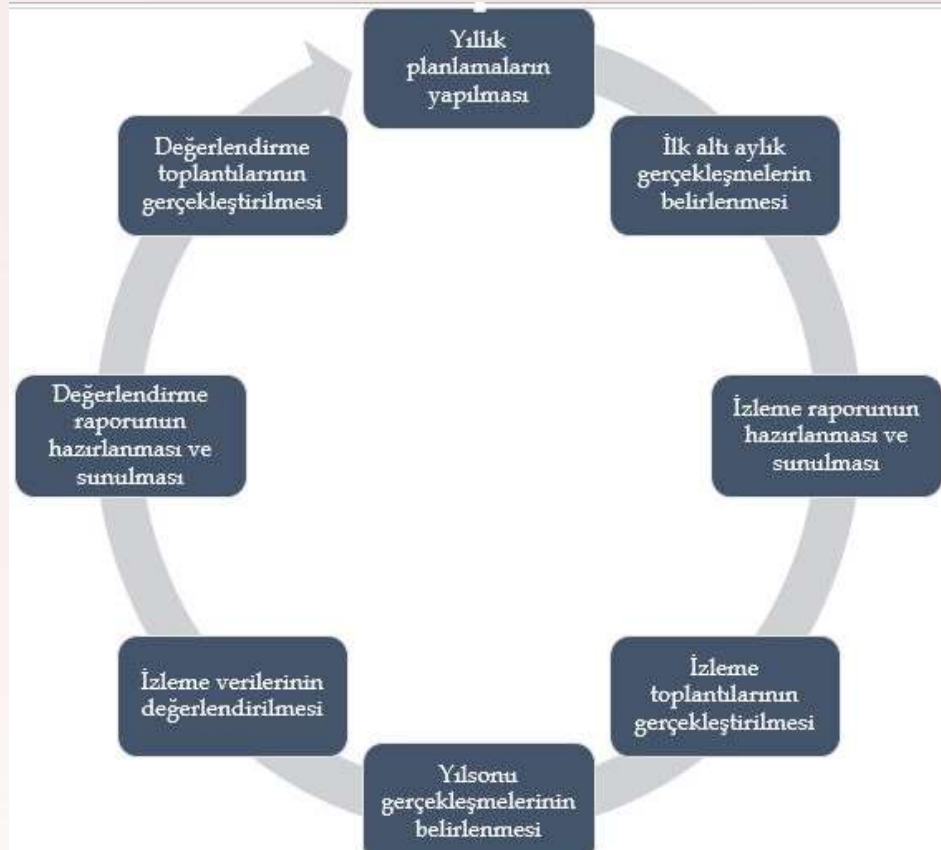 Yıllık
planlamaların
yapılması
İlk altı aylık
gerçekleşmelerin
belirlenmesi
İzleme raporunun
hazırlanması ve
sunulması
İzleme
toplantılarının
gerçekleştirilmesi
Yılsonu
gerçekleşmelerinin
belirlenmesi
İzleme verilerinin
değerlendirilmesi
Değerlendirme
raporunun
hazırlanması ve
sunulması
Değerlendirme
toplantılarının
gerçekleştirilmesi